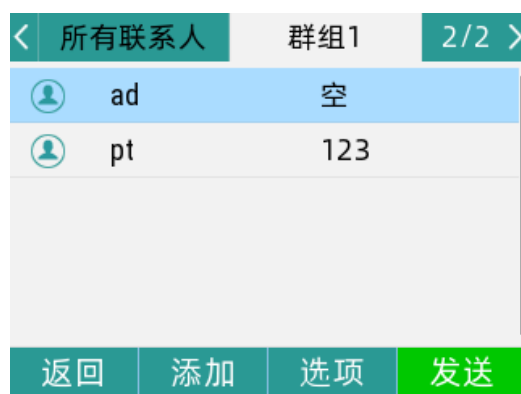 所有联系人 群组1 2/2
ad 空
pt 123
返回 添加 选项 发送